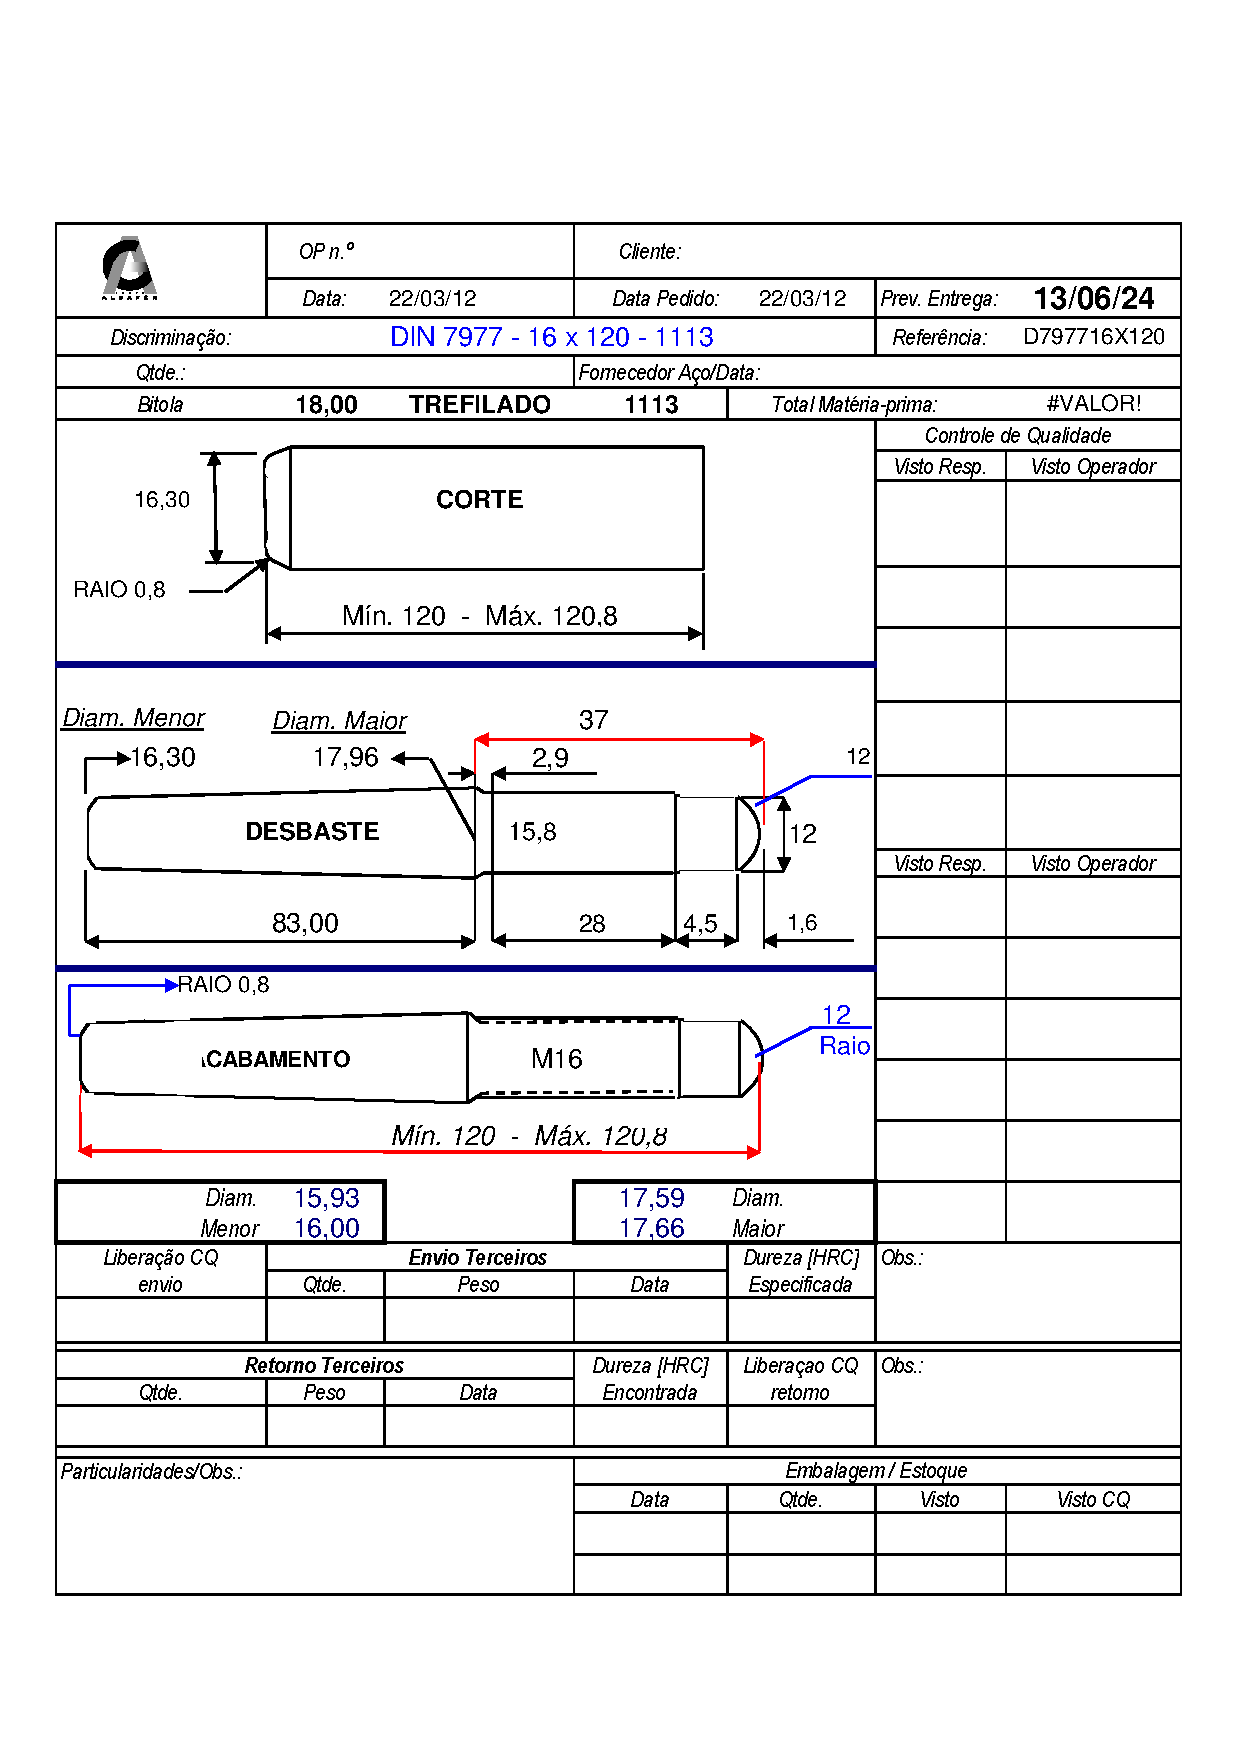 ALBAFER
OP n.º
Cliente:
Data: 22/03/12
Data Pedido: 22/03/12
Prev. Entrega: 13/06/24
Discriminação: DIN 7977 - 16 x 120 - 1113
Referência: D797716X120
Qtde.:
Fornecedor Aço/Data:
Bitola 18,00 TREFILADO 1113
Total Matéria-prima: #VALOR!
Controle de Qualidade
Visto Resp. Visto Operador
16,30
CORTE
RAIO 0,8
Mín. 120 - Máx. 120,8
Diam. Menor Diam. Maior 37
16,30 17,96 2,9 12
DESBASTE 15,8 12
Visto Resp. Visto Operador
83,00 28 4,5 1,6
RAIO 0,8
12
Raio
ACABAMENTO M16
Mín. 120 - Máx. 120,8
Diam. 15,93 17,59 Diam.
Menor 16,00 17,66 Maior
Liberação CQ Envio Terceiros Dureza [HRC] Obs.:
envio Qtde. Peso Data Especificada
Retorno Terceiros Dureza [HRC] Liberaçao CQ Obs.:
Qtde. Peso Data Encontrada retorno
Particularidades/Obs.: Embalagem / Estoque
Data Qtde. Visto Visto CQ